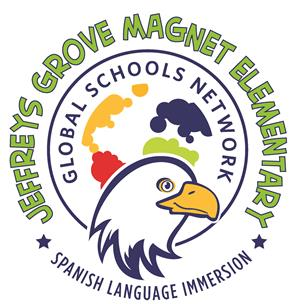 JEFFREYS GROVE MAGNET ELEMENTARY
GLOBAL SCHOOLS NETWORK
SPANISH LANGUAGE IMMERSION